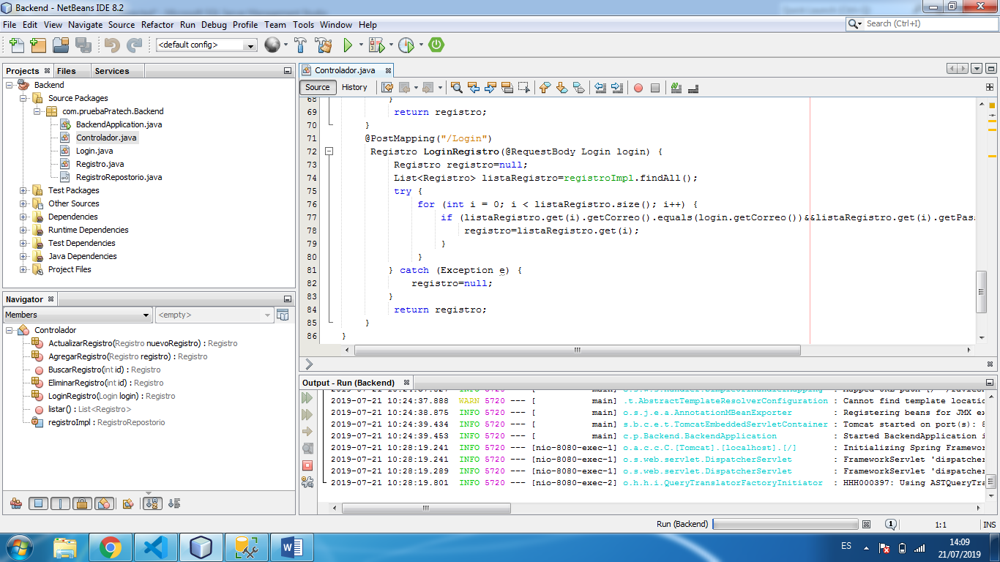 Backend - NetBeans IDE 8.2
File Edit View Navigate Source Refactor Run Debug Profile Team Tools Window Help
Search (Ctrl+I)
<default config>
Projects Files Services
Backend
Source Packages
com.pruebaPratech.Backend
BackendApplication.java
Controlador.java
Login.java
Registro.java
RegistroRepostorio.java
Test Packages
Other Sources
Dependencies
Runtime Dependencies
Test Dependencies
Java Dependencies
Project Files
Navigator
Members
<empty>
Controlador
ActualizarRegistro(Registro nuevoRegistro) : Registro
AgregarRegistro(Registro registro) : Registro
BuscarRegistro(int id) : Registro
EliminarRegistro(int id) : Registro
LoginRegistro(Login login) : Registro
listar() : List<Registro>
registroImpl : RegistroRepostorio
Controlador.java
Source History
68 }
69 return registro;
70 }
71 @PostMapping("/Login")
72 Registro LoginRegistro(@RequestBody Login login) {
73 Registro registro=null;
74 List<Registro> listaRegistro=registroImpl.findAll();
75 try {
76 for (int i = 0; i < listaRegistro.size(); i++) {
77 if (listaRegistro.get(i).getCorreo().equals(login.getCorreo())&&listaRegistro.get(i).getPas
78 registro=listaRegistro.get(i);
79 }
80 }
81 } catch (Exception e) {
82 registro=null;
83 }
84 return registro;
85 }
86 }
Output - Run (Backend)
2019-07-21 10:24:37.888 WARN 5720 --- [ main] .t.AbstractTemplateResolverConfiguration : Cannot find template locatio
2019-07-21 10:24:38.875 INFO 5720 --- [ main] o.s.j.e.a.AnnotationMBeanExporter : Registering beans for JMX ex
2019-07-21 10:24:39.434 INFO 5720 --- [ main] s.b.c.e.t.TomcatEmbeddedServletContainer : Tomcat started on port(s): 8
2019-07-21 10:24:39.453 INFO 5720 --- [ main] c.p.Backend.BackendApplication : Started BackendApplication i
2019-07-21 10:28:19.241 INFO 5720 --- [nio-8080-exec-1] o.a.c.c.C.[Tomcat].[localhost].[/] : Initializing Spring Framewor
2019-07-21 10:28:19.241 INFO 5720 --- [nio-8080-exec-1] o.s.web.servlet.DispatcherServlet : FrameworkServlet 'dispatcher
2019-07-21 10:28:19.289 INFO 5720 --- [nio-8080-exec-1] o.s.web.servlet.DispatcherServlet : FrameworkServlet 'dispatcher
2019-07-21 10:28:19.801 INFO 5720 --- [nio-8080-exec-2] o.h.h.i.QueryTranslatorFactoryInitiator : HHH000397: Using ASTQueryTra
Run (Backend)
1
1:1
INS
ES
14:09
21/07/2019